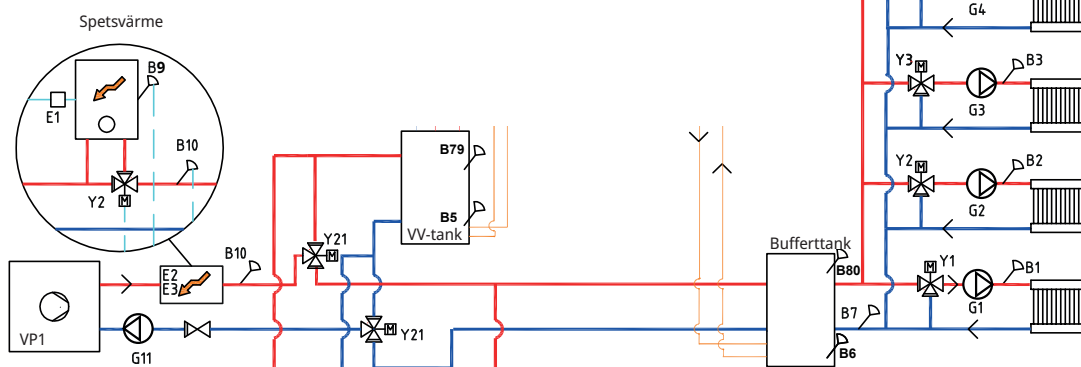 Spetsvärme
B9
E1
B10
Y2
M
G4
Y3
M
B3
G3
Y2
M
B2
G2
B79
B5
VV-tank
Y21
M
B10
E2
E3
VP1
G11
M
Y21
Bufferttank
B80
B7
B6
M
Y1
B1
G1